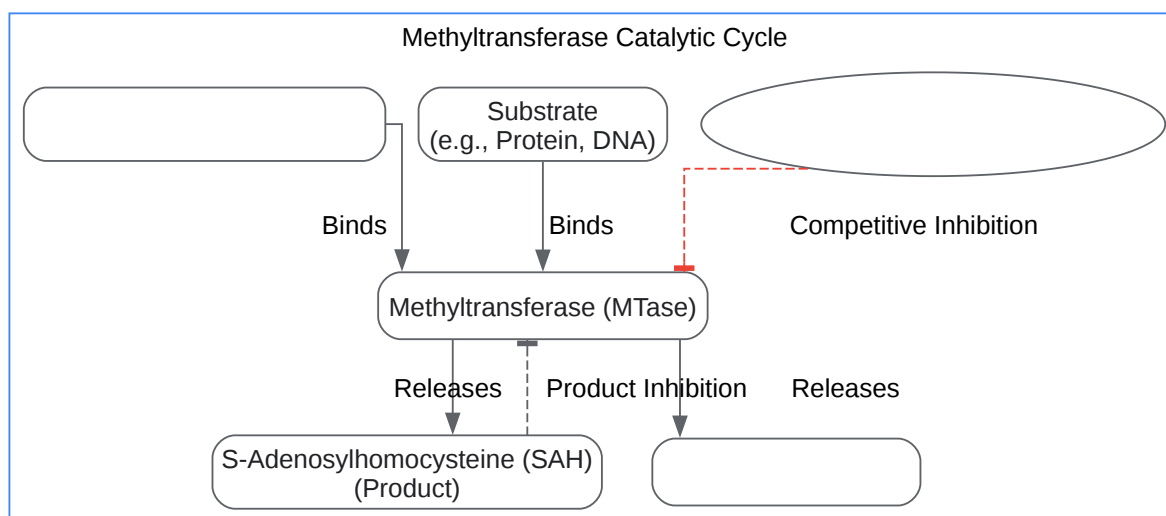 Methyltransferase Catalytic Cycle
Substrate
(e.g., Protein, DNA)
Binds
Binds
Competitive Inhibition
Methyltransferase (MTase)
Releases
Product Inhibition
Releases
S-Adenosylhomocysteine (SAH)
(Product)